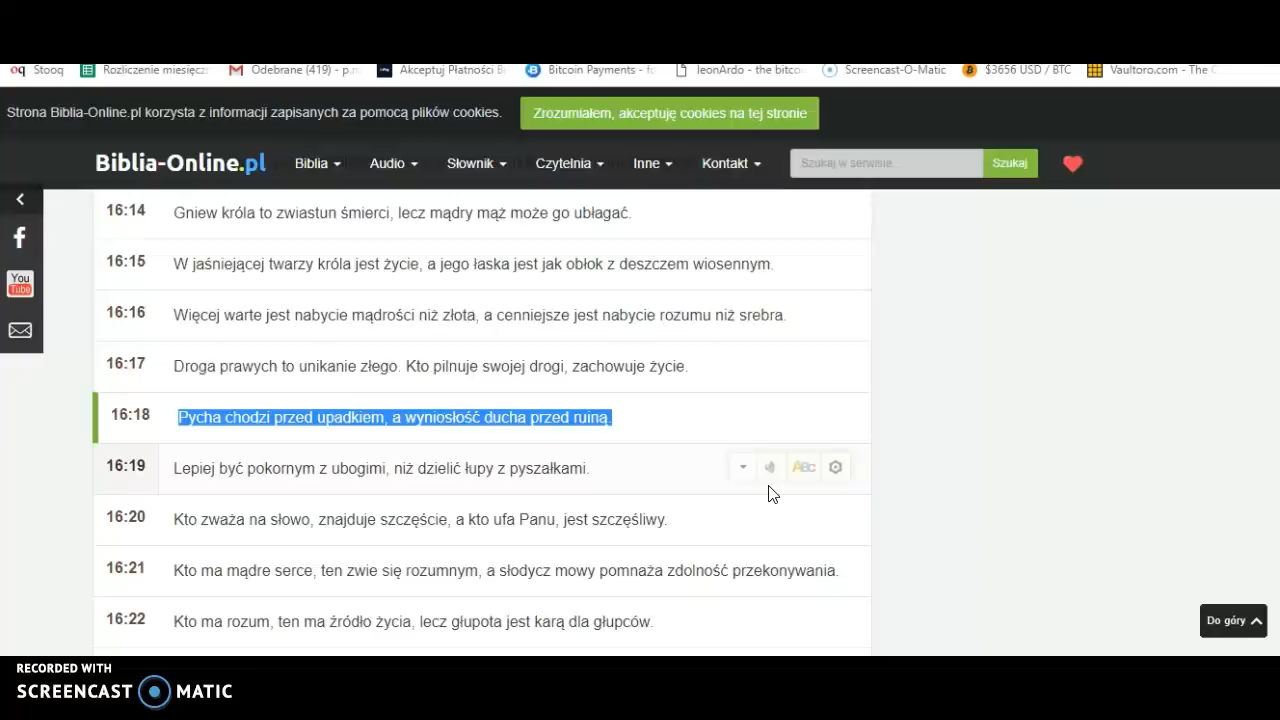 oq Stooq Rozliczenie miesięcz Odebrane (419) - p.m Akceptuj Płatności B Bitcoin Payments - fo leonArdo - the bitco Screencast-O-Matic $3656 USD / BTC Vaultoro.com - The
Strona Biblia-Online.pl korzysta z informacji zapisanych za pomocą plików cookies. Zrozumiałem, akceptuję cookies na tej stronie
Biblia-Online.pl Biblia Audio Słownik Czytelnia Inne Kontakt Szukaj w serwisie... Szukaj
f
You Tube
16:14 Gniew króla to zwiastun śmierci, lecz mądry mąż może go ubłagać.
16:15 W jaśniejącej twarzy króla jest życie, a jego łaska jest jak obłok z deszczem wiosennym.
16:16 Więcej warte jest nabycie mądrości niż złota, a cenniejsze jest nabycie rozumu niż srebra.
16:17 Droga prawych to unikanie złego. Kto pilnuje swojej drogi, zachowuje życie.
16:18 Pycha chodzi przed upadkiem, a wyniosłość ducha przed ruiną.
16:19 Lepiej być pokornym z ubogimi, niż dzielić łupy z pyszałkami. ABC
16:20 Kto zważa na słowo, znajduje szczęście, a kto ufa Panu, jest szczęśliwy.
16:21 Kto ma mądre serce, ten zwie się rozumnym, a słodycz mowy pomnaża zdolność przekonywania.
16:22 Kto ma rozum, ten ma źródło życia, lecz głupota jest karą dla głupców.
Do góry
RECORDED WITH
SCREENCAST MATIC